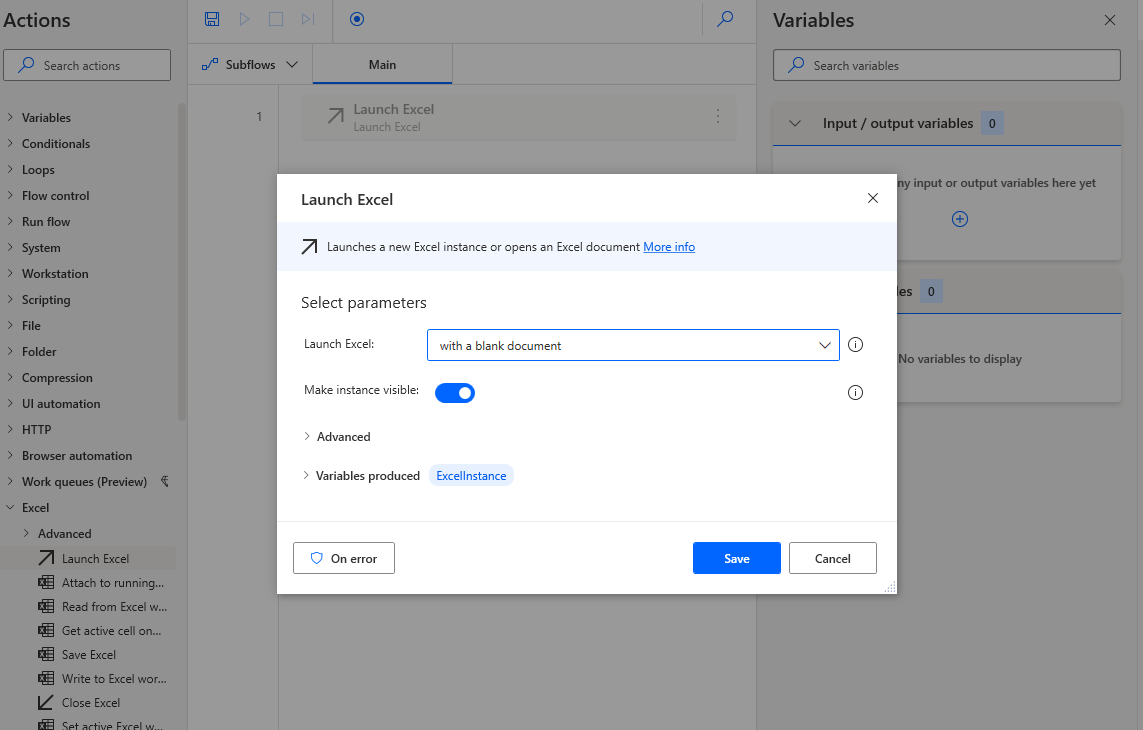 Actions
Search actions
Variables
Conditionals
Loops
Flow control
Run flow
System
Workstation
Scripting
File
Folder
Compression
UI automation
HTTP
Browser automation
Work queues (Preview)
Excel
Advanced
Launch Excel
Attach to running...
Read from Excel w...
Get active cell on...
Save Excel
Write to Excel wor...
Close Excel
Set active Excel w...
Subflows
Main
1
Launch Excel
Launch Excel
Launch Excel
Launches a new Excel instance or opens an Excel document More info
Select parameters
Launch Excel: with a blank document
Make instance visible:
Advanced
Variables produced ExcelInstance
On error
Save
Cancel
Variables
Search variables
Input / output variables 0
any input or output variables here yet
0
No variables to display